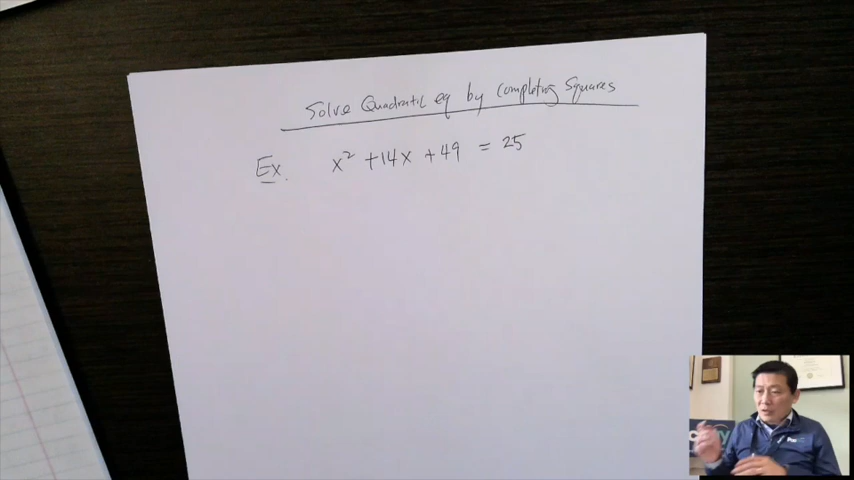 Solve Quadratic eq by Completing Squares
Ex. x² + 14x + 49 = 25